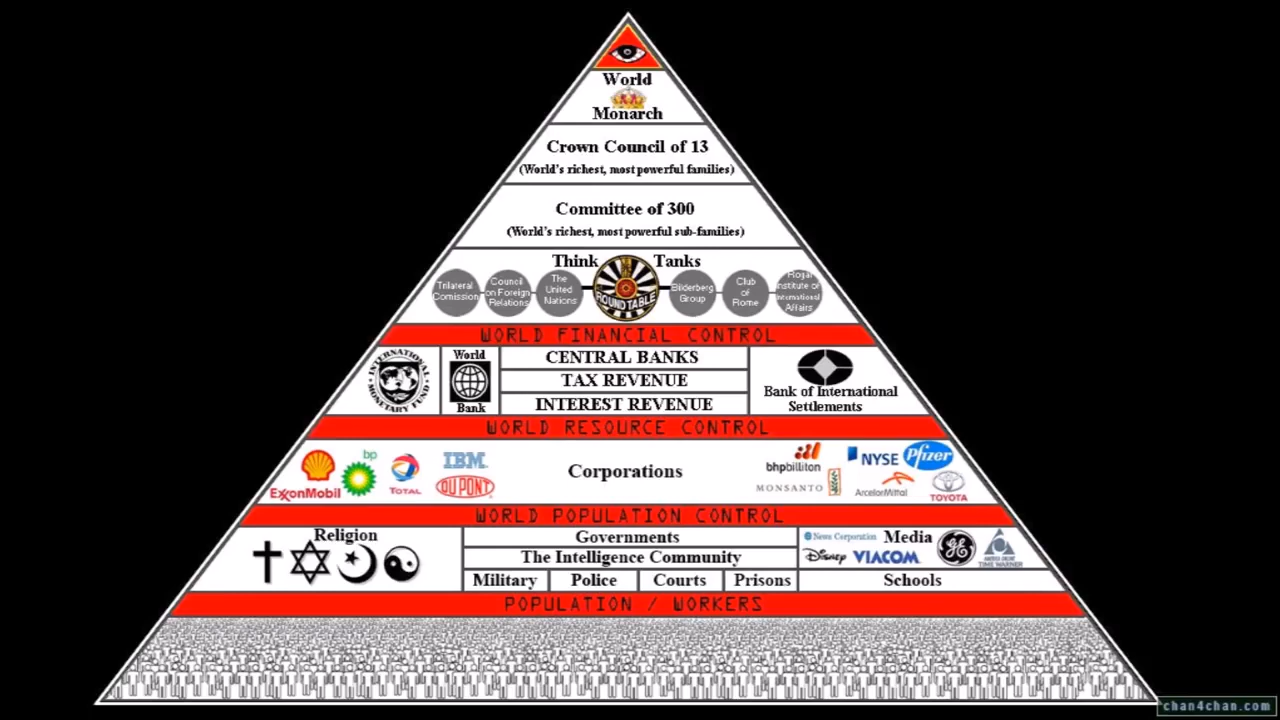 World
Monarch
Crown Council of 13
(World's richest, most powerful families)
Committee of 300
(World's richest, most powerful sub-families)
Think Tanks
Trilateral
Comission
Council
on Foreign
Relations
The
United
Nations
ROUND TABLE
Bilderberg
Group
Club
of
Rome
Royal
Institute of
International
Affairs
WORLD FINANCIAL CONTROL
INTERNATIONAL
MONETARY FUND
World
Bank
CENTRAL BANKS
TAX REVENUE
INTEREST REVENUE
Bank of International
Settlements
WORLD RESOURCE CONTROL
ExxonMobil
bp
TOTAL
IBM
DU PONT
Corporations
bhpbilliton
MONSANTO
NYSE
Pfizer
ArcelorMittal
TOYOTA
WORLD POPULATION CONTROL
Religion
Governments
The Intelligence Community
Military Police Courts Prisons
News Corporation
Media
Disney
VIACOM
GE
TIME WARNER
Schools
POPULATION / WORKERS
chan4chan.com